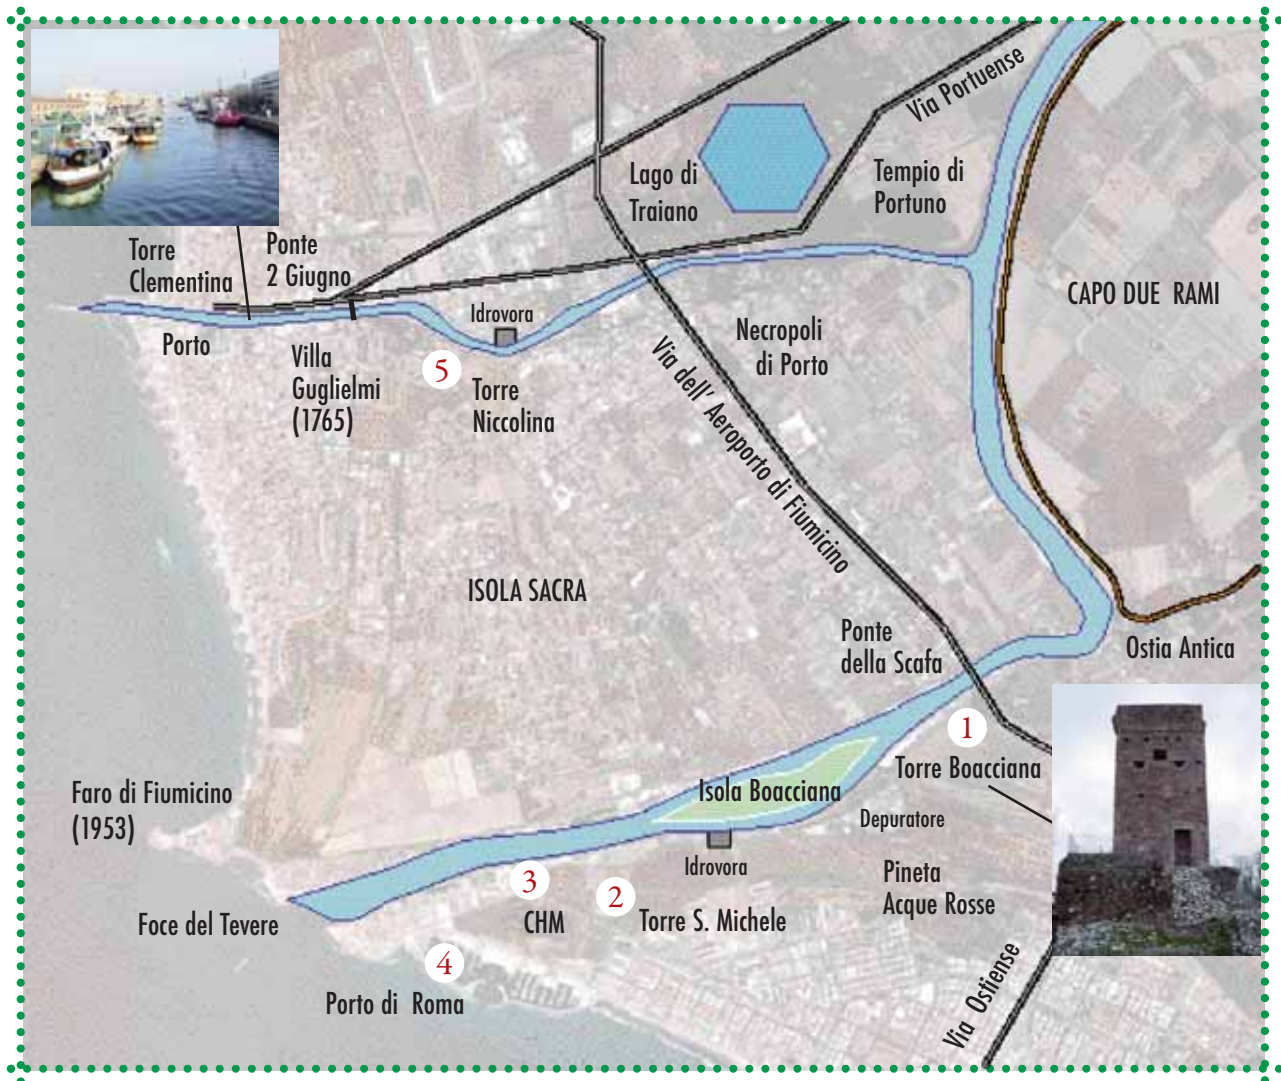 Via Portuense
Lago di
Traiano
Tempio di
Portuno
Torre
Clementina
Ponte
2 Giugno
CAPO DUE RAMI
Idrovora
Porto
Villa
Guglielmi
(1765)
5
Torre
Niccolina
Necropoli
di Porto
Via dell' Aeroporto di Fiumicino
ISOLA SACRA
Ponte
della Scafa
Ostia Antica
1
Torre Boacciana
Isola Boacciana
Faro di Fiumicino
(1953)
Depuratore
Idrovora
Pineta
Acque Rosse
3
2
CHM
Torre S. Michele
Foce del Tevere
4
Porto di Roma
Via Ostiense